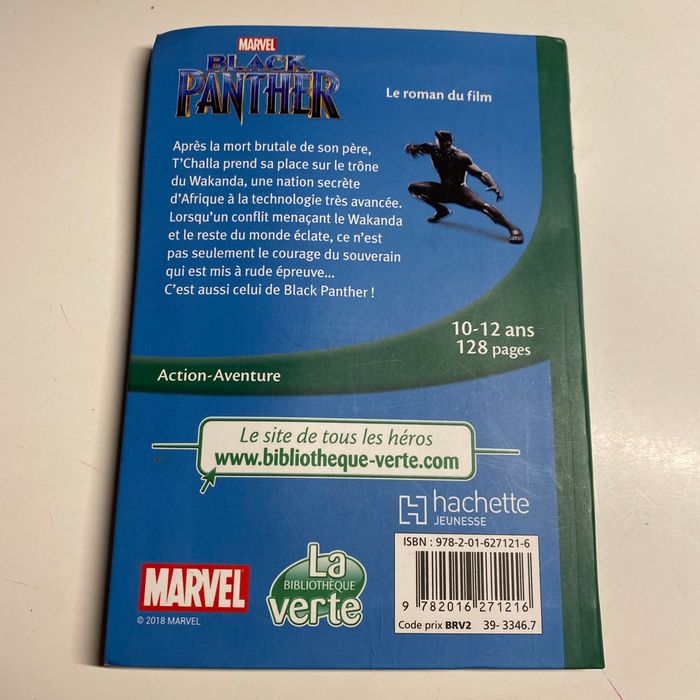 MARVEL
BLACK
PANTHER
Le roman du film
Après la mort brutale de son père,
T'Challa prend sa place sur le trône
du Wakanda, une nation secrète
d'Afrique à la technologie très avancée.
Lorsqu'un conflit menaçant le Wakanda
et le reste du monde éclate, ce n'est
pas seulement le courage du souverain
qui est mis à rude épreuve...
C'est aussi celui de Black Panther !
10-12 ans
128 pages
Action-Aventure
Le site de tous les héros
www.bibliotheque-verte.com
hachette
JEUNESSE
ISBN : 978-2-01-627121-6
MARVEL
© 2018 MARVEL
La
BIBLIOTHÈQUE
verte
9 782016 271216
Code prix BRV2 39- 3346.7